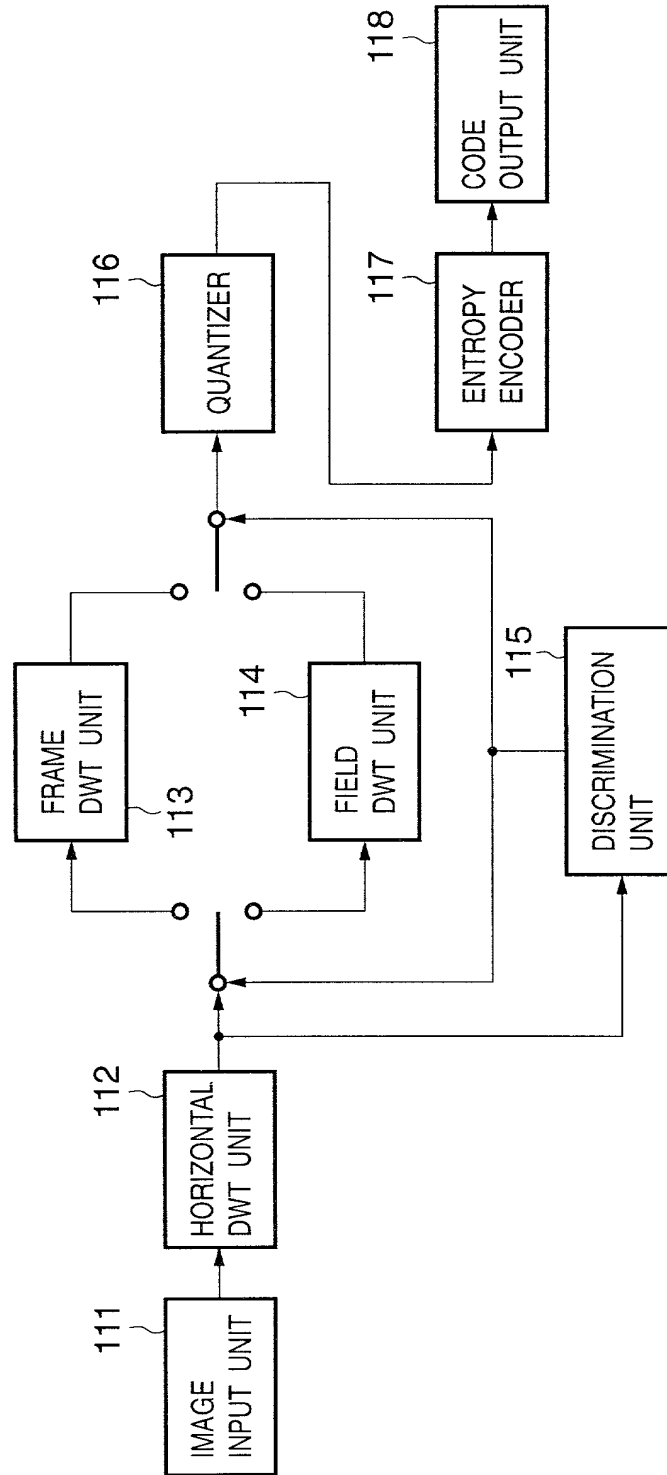 111
IMAGE
INPUT UNIT
112
HORIZONTAL
DWT UNIT
FRAME
DWT UNIT
113
114
FIELD
DWT UNIT
115
DISCRIMINATION
UNIT
116
QUANTIZER
117
ENTROPY
ENCODER
118
CODE
OUTPUT UNIT